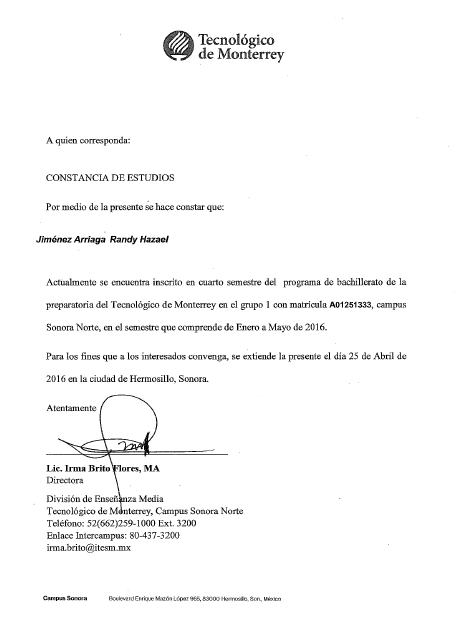 Tecnológico
de Monterrey
A quien corresponda:
CONSTANCIA DE ESTUDIOS
Por medio de la presente se hace constar que:
Jiménez Arriaga Randy Hazael
Actualmente se encuentra inscrito en cuarto semestre del programa de bachillerato de la
preparatoria del Tecnológico de Monterrey en el grupo 1 con matrícula A01251333, campus
Sonora Norte, en el semestre que comprende de Enero a Mayo de 2016.
Para los fines que a los interesados convenga, se extiende la presente el día 25 de Abril de
2016 en la ciudad de Hermosillo, Sonora.
Atentamente
Lic. Irma Brito Flores, MA
Directora
División de Enseñanza Media
Tecnológico de Monterrey, Campus Sonora Norte
Teléfono: 52(662)259-1000 Ext. 3200
Enlace Intercampus: 80-437-3200
irma.brito@itesm.mx
Campus Sonora Boulevard Enrique Mazón López 965, 83000 Hermosillo, Son., México